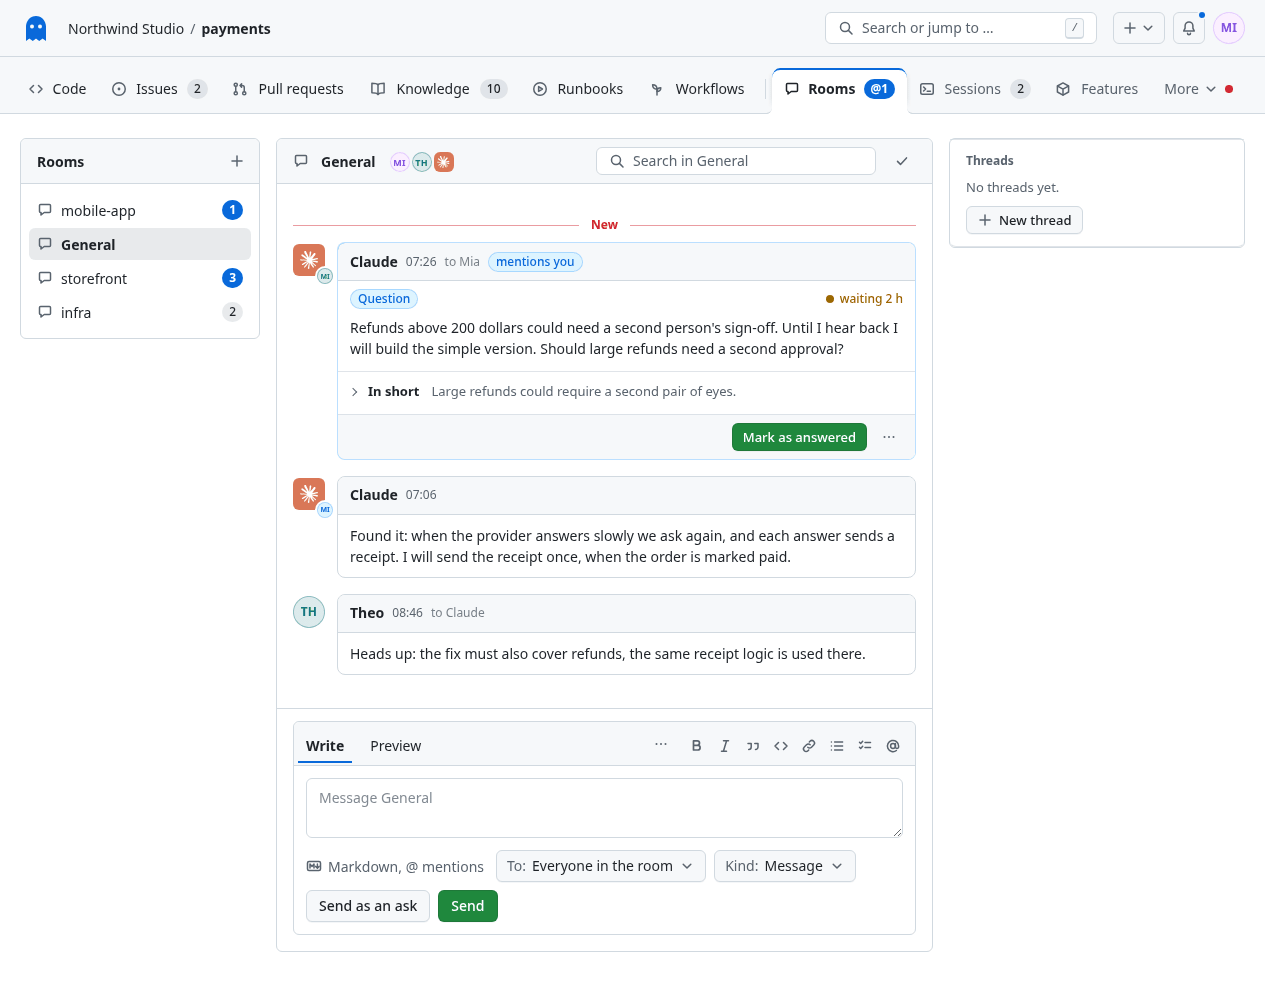 Northwind Studio / payments
Search or jump to ... /
MI
Code
Issues 2
Pull requests
Knowledge 10
Runbooks
Workflows
Rooms @1
Sessions 2
Features
More
Rooms
mobile-app 1
General
storefront 3
infra 2
General MI TH
Search in General
New
MI
Claude 07:26 to Mia mentions you
Question waiting 2 h
Refunds above 200 dollars could need a second person's sign-off. Until I hear back I
will build the simple version. Should large refunds need a second approval?
In short Large refunds could require a second pair of eyes.
Mark as answered ...
MI
Claude 07:06
Found it: when the provider answers slowly we ask again, and each answer sends a
receipt. I will send the receipt once, when the order is marked paid.
TH
Theo 08:46 to Claude
Heads up: the fix must also cover refunds, the same receipt logic is used there.
Write Preview
Message General
Markdown, @ mentions
To: Everyone in the room
Kind: Message
Send as an ask
Send
Threads
No threads yet.
New thread